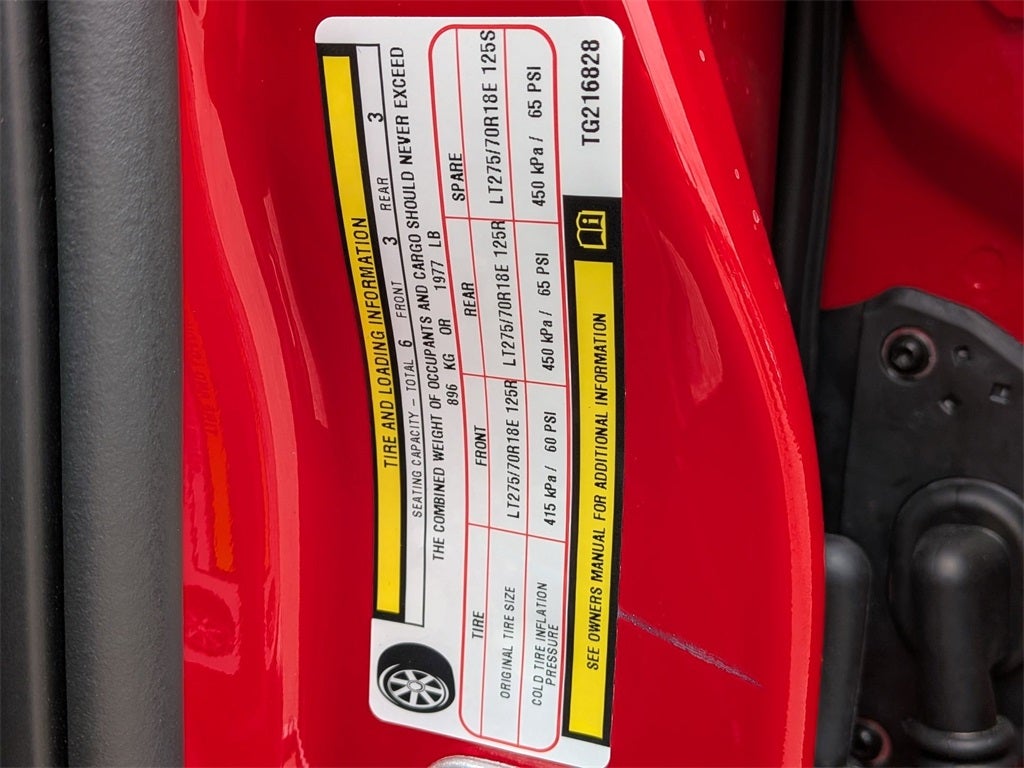 TIRE AND LOADING INFORMATION
SEATING CAPACITY – TOTAL 6 FRONT 3 REAR 3
THE COMBINED WEIGHT OF OCCUPANTS AND CARGO SHOULD NEVER EXCEED
896 KG OR 1977 LB
TIRE FRONT REAR SPARE
ORIGINAL TIRE SIZE LT275/70R18E 125R LT275/70R18E 125R LT275/70R18E 125S
COLD TIRE INFLATION
PRESSURE 415 kPa / 60 PSI 450 kPa / 65 PSI 450 kPa / 65 PSI
SEE OWNERS MANUAL FOR ADDITIONAL INFORMATION
TG216828